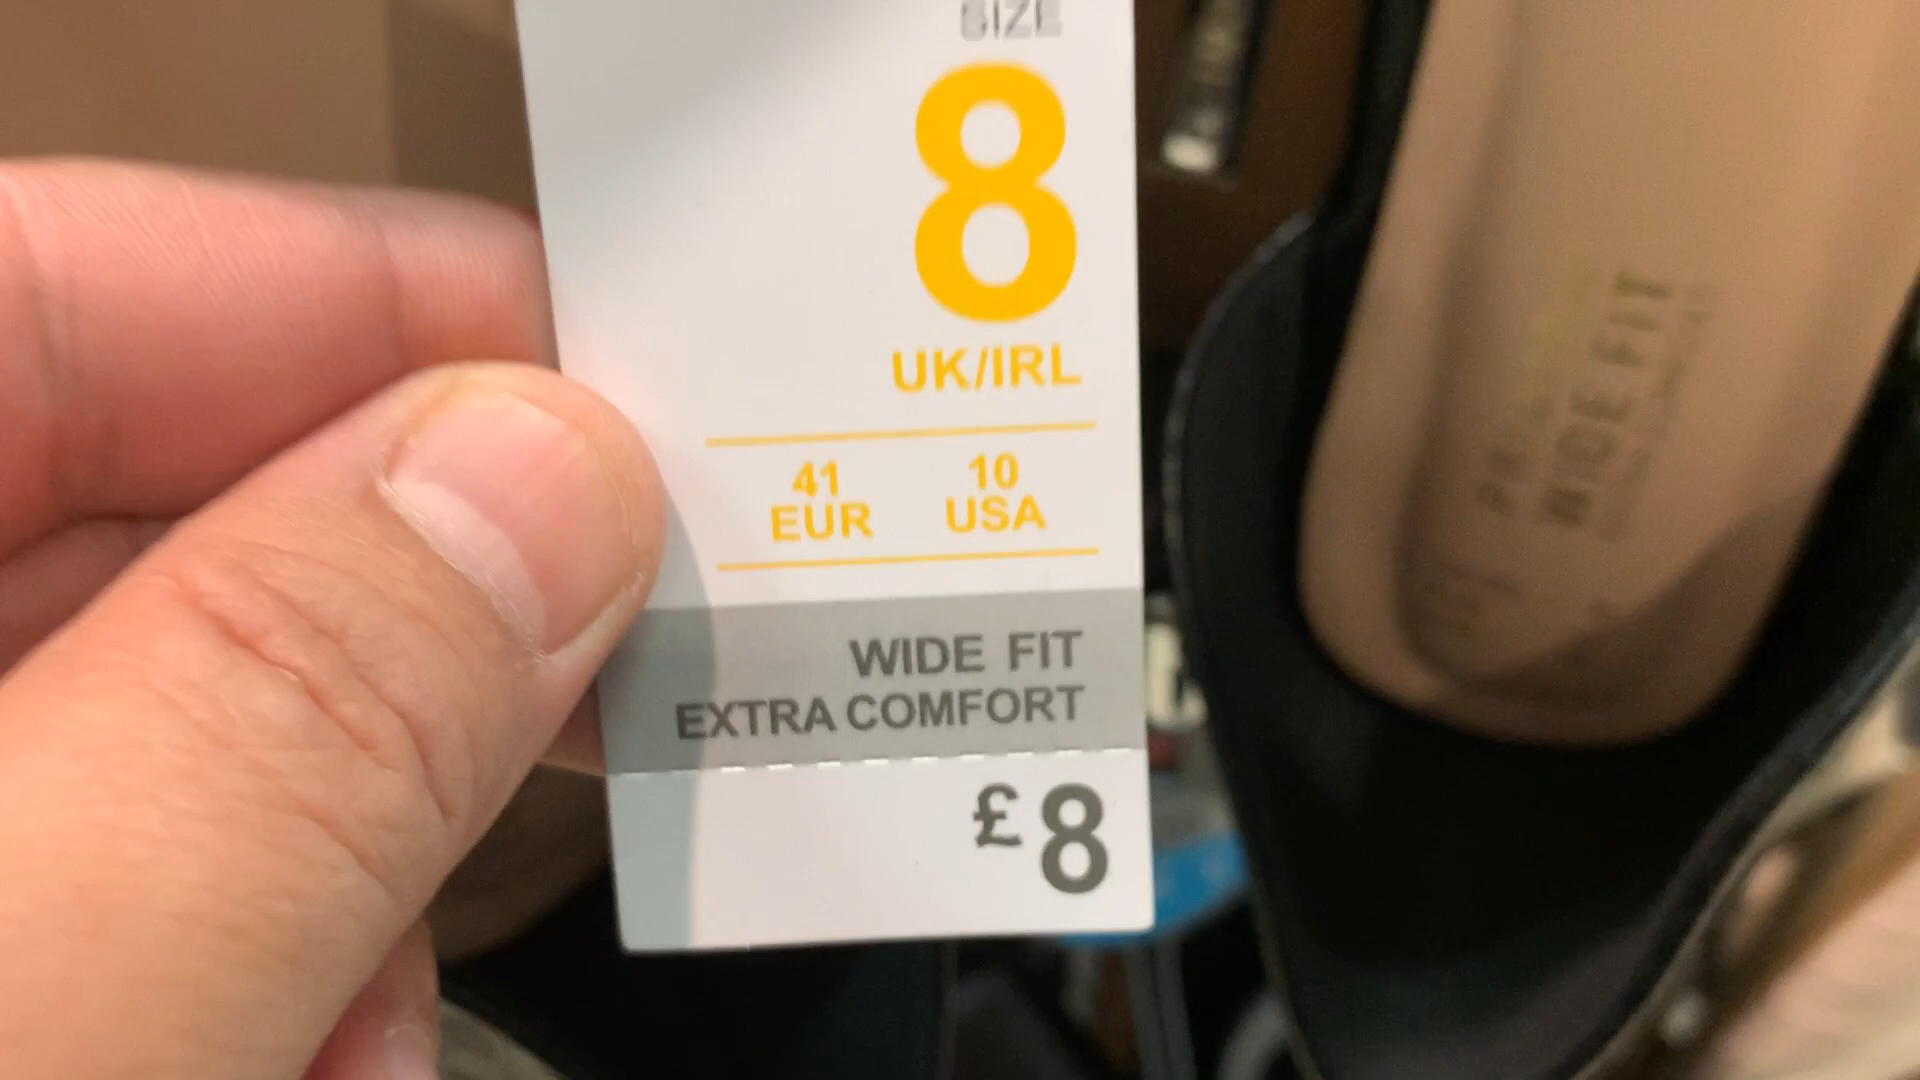 SIZE
8
UK/IRL
41 10
EUR USA
WIDE FIT
EXTRA COMFORT
£8
WIDE FIT